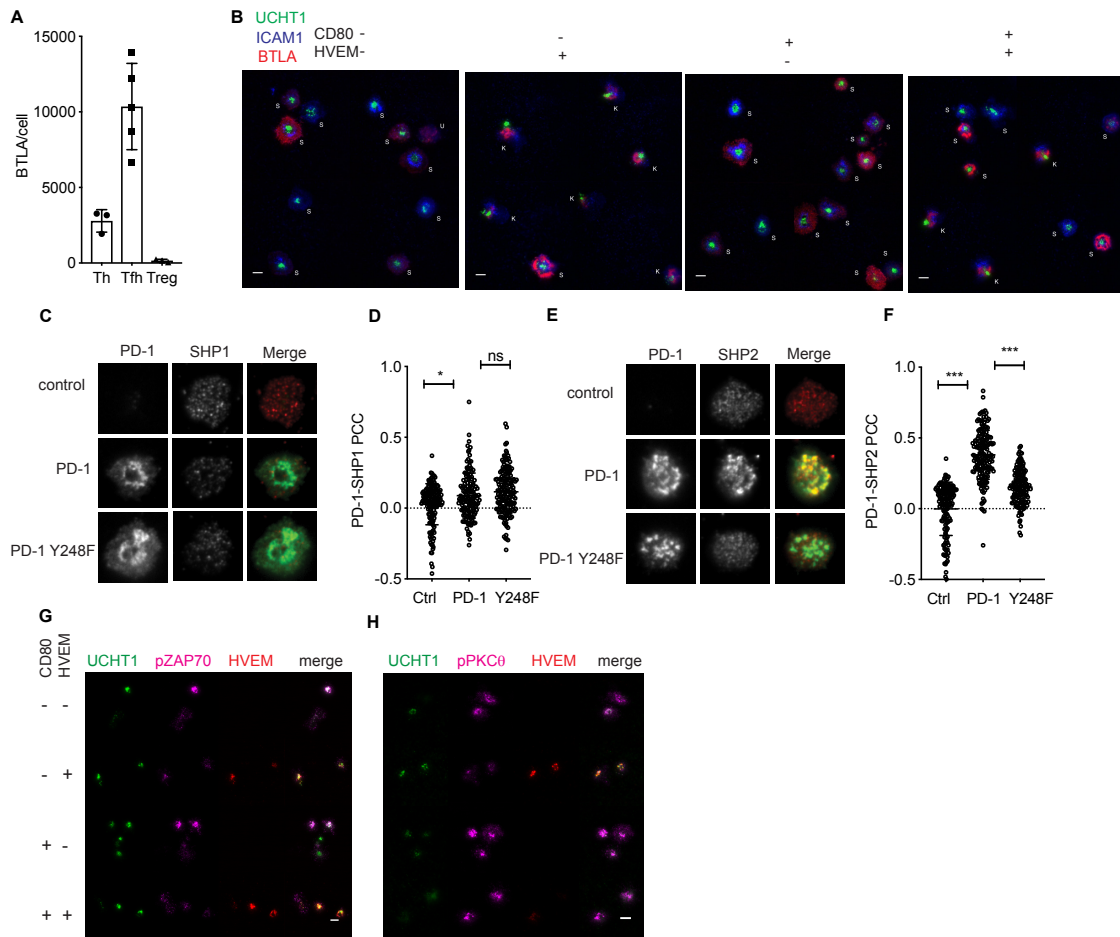 A
BTLA/cell
15000
10000
5000
0
Th Tfh Treg
B
UCHT1
ICAM1
BTLA
CD80 - - + +
HVEM- + - +
S S S S S U S S S S S S
K K K K K S K
S S S S S S S S S S S
S S S S S K S K S K
C
PD-1 SHP1 Merge
control
PD-1
PD-1 Y248F
D
PD-1-SHP1 PCC
1.0
0.5
0.0
-0.5
* ns
Ctrl PD-1 Y248F
E
PD-1 SHP2 Merge
control
PD-1
PD-1 Y248F
F
PD-1-SHP2 PCC
1.0
0.5
0.0
-0.5
*** ***
Ctrl PD-1 Y248F
G
CD80
HVEM
UCHT1 pZAP70 HVEM merge
- -
- +
+ -
+ +
H
UCHT1 pPKCθ HVEM merge